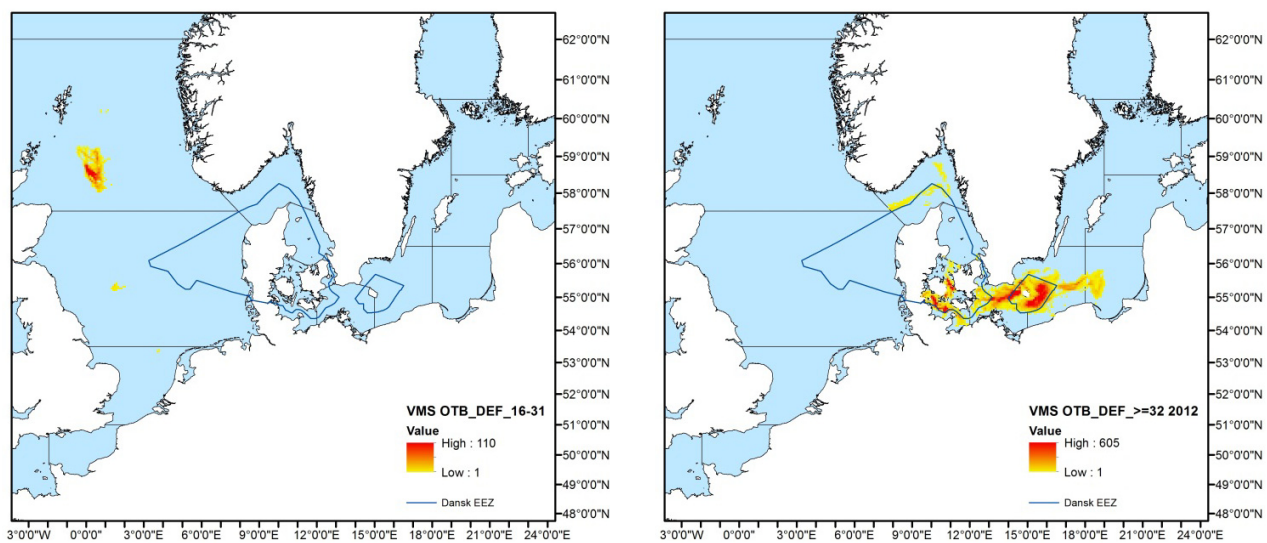 62°0'0"N
61°0'0"N
60°0'0"N
59°0'0"N
58°0'0"N
57°0'0"N
56°0'0"N
55°0'0"N
54°0'0"N
53°0'0"N
52°0'0"N
51°0'0"N
50°0'0"N
49°0'0"N
48°0'0"N
VMS OTB_DEF_16-31
Value
High : 110
Low : 1
Dansk EEZ
3°0'0"W 0°0'0" 3°0'0"E 6°0'0"E 9°0'0"E 12°0'0"E 15°0'0"E 18°0'0"E 21°0'0"E 24°0'0"E
62°0'0"N
61°0'0"N
60°0'0"N
59°0'0"N
58°0'0"N
57°0'0"N
56°0'0"N
55°0'0"N
54°0'0"N
53°0'0"N
52°0'0"N
51°0'0"N
50°0'0"N
49°0'0"N
48°0'0"N
VMS OTB_DEF_>=32 2012
Value
High : 605
Low : 1
Dansk EEZ
3°0'0"W 0°0'0" 3°0'0"E 6°0'0"E 9°0'0"E 12°0'0"E 15°0'0"E 18°0'0"E 21°0'0"E 24°0'0"E